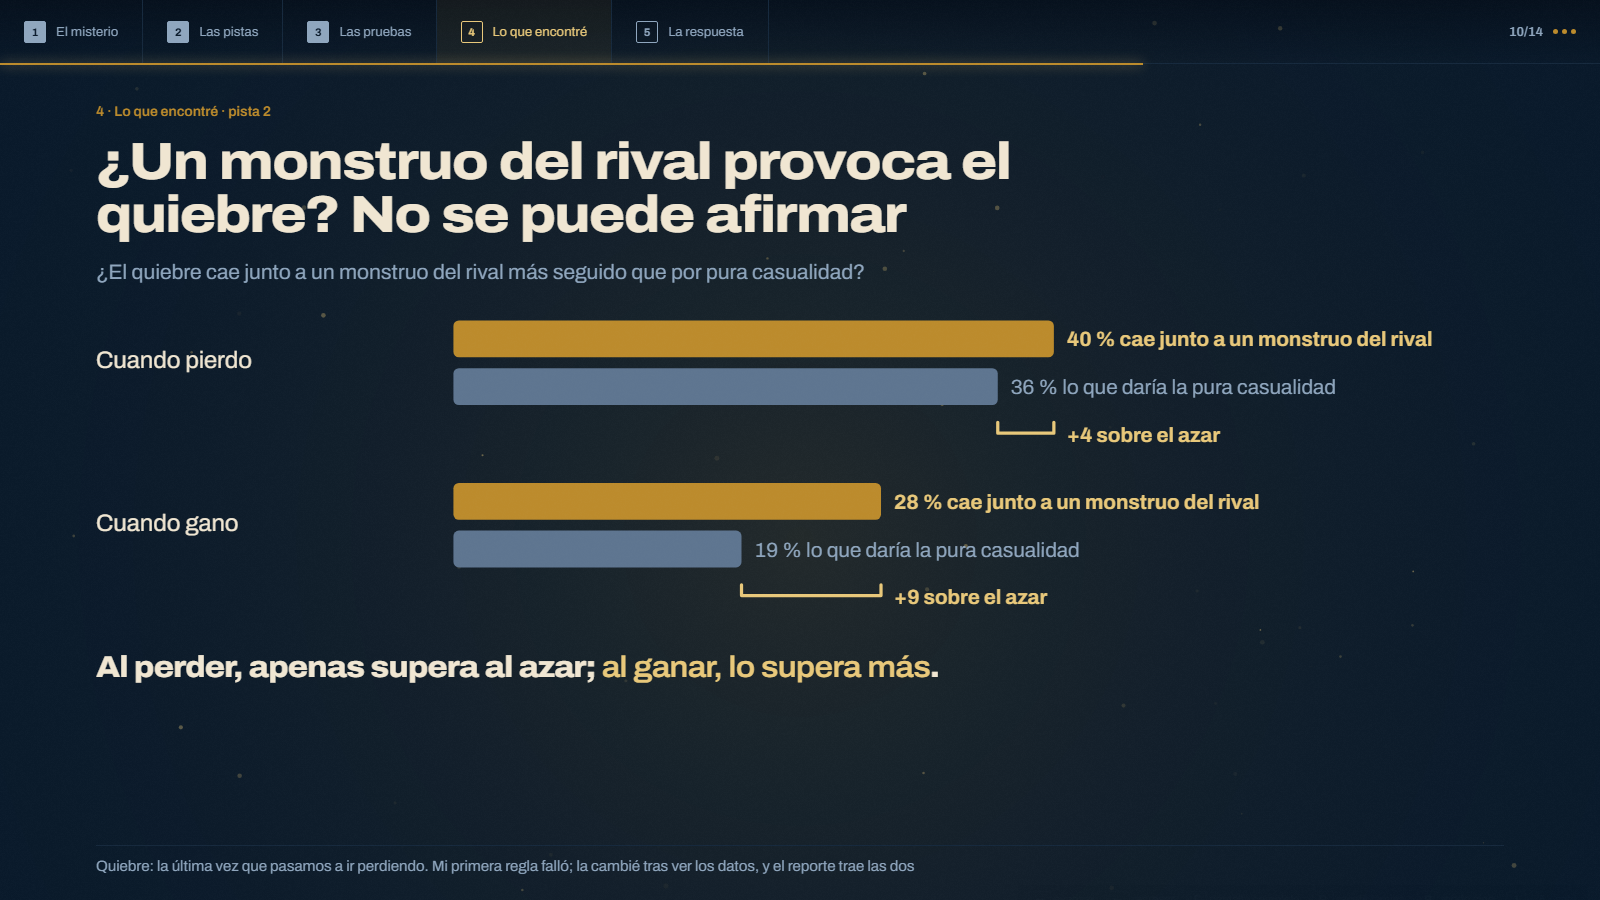 1 El misterio
2 Las pistas
3 Las pruebas
4 Lo que encontré
5 La respuesta
10/14
4 · Lo que encontré · pista 2
¿Un monstruo del rival provoca el
quiebre? No se puede afirmar
¿El quiebre cae junto a un monstruo del rival más seguido que por pura casualidad?
Cuando pierdo
40 % cae junto a un monstruo del rival
36 % lo que daría la pura casualidad
+4 sobre el azar
Cuando gano
28 % cae junto a un monstruo del rival
19 % lo que daría la pura casualidad
+9 sobre el azar
Al perder, apenas supera al azar; al ganar, lo supera más.
Quiebre: la última vez que pasamos a ir perdiendo. Mi primera regla falló; la cambié tras ver los datos, y el reporte trae las dos